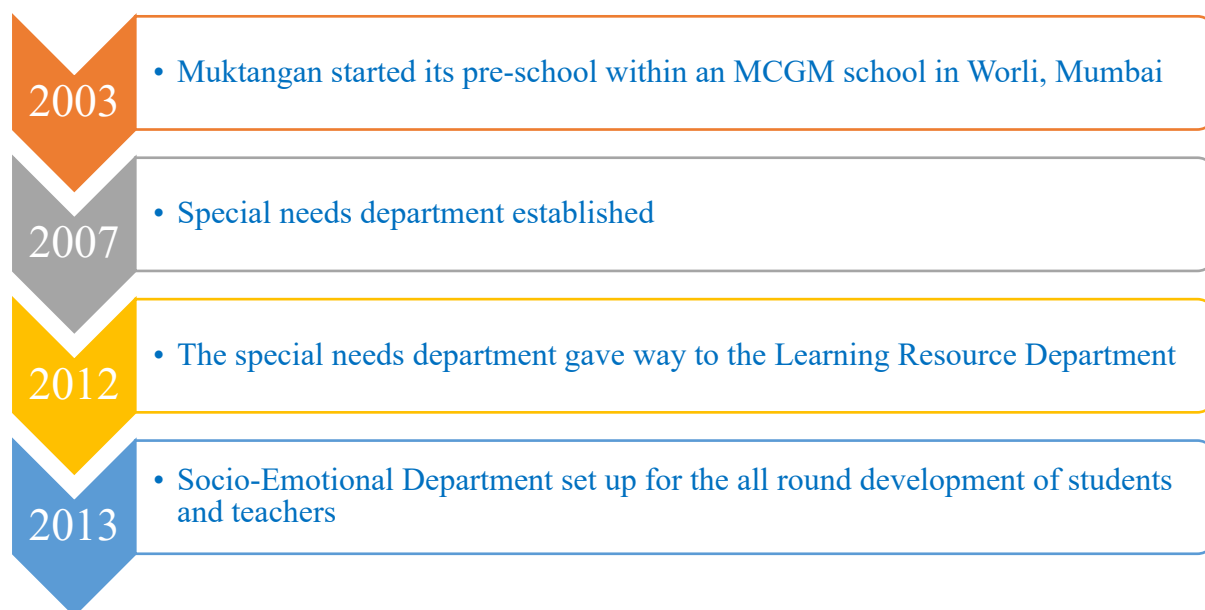 2003
• Muktangan started its pre-school within an MCGM school in Worli, Mumbai
2007
• Special needs department established
2012
• The special needs department gave way to the Learning Resource Department
2013
• Socio-Emotional Department set up for the all round development of students
and teachers